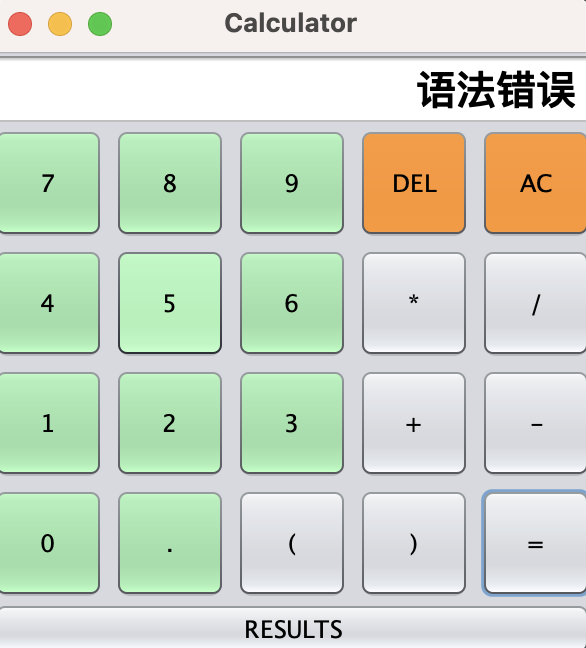 Calculator
语法错误
7 8 9 DEL AC
4 5 6 * /
1 2 3 + -
0 . ( ) =
RESULTS